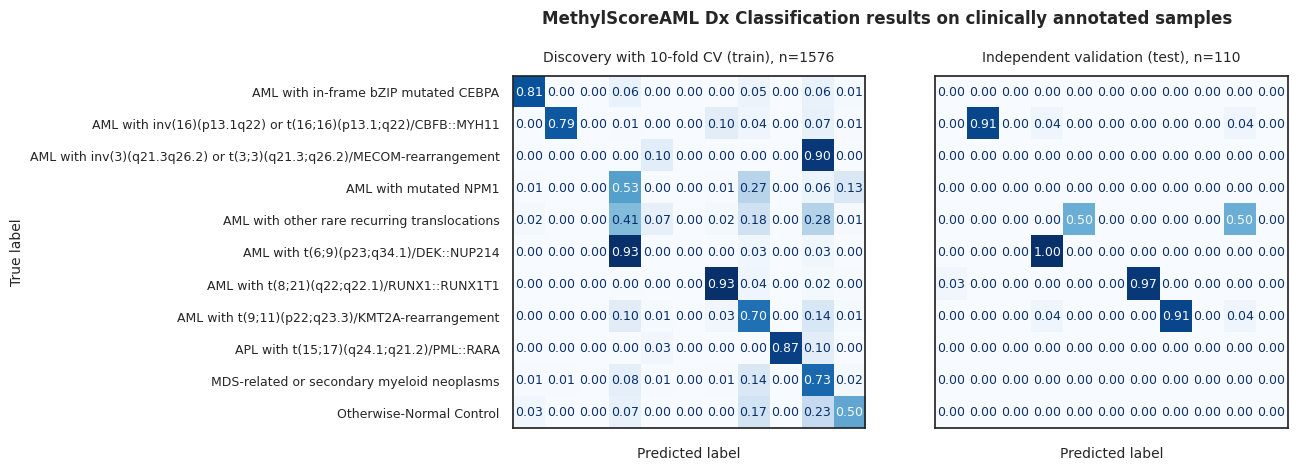 MethylScoreAML Dx Classification results on clinically annotated samples
Discovery with 10-fold CV (train), n=1576
Independent validation (test), n=110
True label
AML with in-frame bZIP mutated CEBPA 0.81 0.00 0.00 0.06 0.00 0.00 0.00 0.05 0.00 0.06 0.01 0.00 0.00 0.00 0.00 0.00 0.00 0.00 0.00 0.00 0.00 0.00
AML with inv(16)(p13.1q22) or t(16;16)(p13.1;q22)/CBFB::MYH11 0.00 0.79 0.00 0.01 0.00 0.00 0.10 0.04 0.00 0.07 0.01 0.00 0.91 0.00 0.04 0.00 0.00 0.00 0.00 0.00 0.04 0.00
AML with inv(3)(q21.3q26.2) or t(3;3)(q21.3;q26.2)/MECOM-rearrangement 0.00 0.00 0.00 0.00 0.10 0.00 0.00 0.00 0.00 0.90 0.00 0.00 0.00 0.00 0.00 0.00 0.00 0.00 0.00 0.00 0.00 0.00
AML with mutated NPM1 0.01 0.00 0.00 0.53 0.00 0.00 0.01 0.27 0.00 0.06 0.13 0.00 0.00 0.00 0.00 0.00 0.00 0.00 0.00 0.00 0.00 0.00
AML with other rare recurring translocations 0.02 0.00 0.00 0.41 0.07 0.00 0.02 0.18 0.00 0.28 0.01 0.00 0.00 0.00 0.00 0.50 0.00 0.00 0.00 0.00 0.50 0.00
AML with t(6;9)(p23;q34.1)/DEK::NUP214 0.00 0.00 0.00 0.93 0.00 0.00 0.00 0.03 0.00 0.03 0.00 0.00 0.00 0.00 1.00 0.00 0.00 0.00 0.00 0.00 0.00 0.00
AML with t(8;21)(q22;q22.1)/RUNX1::RUNX1T1 0.00 0.00 0.00 0.00 0.00 0.00 0.93 0.04 0.00 0.02 0.00 0.03 0.00 0.00 0.00 0.00 0.00 0.97 0.00 0.00 0.00 0.00
AML with t(9;11)(p22;q23.3)/KMT2A-rearrangement 0.00 0.00 0.00 0.10 0.01 0.00 0.03 0.70 0.00 0.14 0.01 0.00 0.00 0.00 0.04 0.00 0.00 0.00 0.91 0.00 0.04 0.00
APL with t(15;17)(q24.1;q21.2)/PML::RARA 0.00 0.00 0.00 0.00 0.03 0.00 0.00 0.00 0.87 0.10 0.00 0.00 0.00 0.00 0.00 0.00 0.00 0.00 0.00 0.00 0.00 0.00
MDS-related or secondary myeloid neoplasms 0.01 0.01 0.00 0.08 0.01 0.00 0.01 0.14 0.00 0.73 0.02 0.00 0.00 0.00 0.00 0.00 0.00 0.00 0.00 0.00 0.00 0.00
Otherwise-Normal Control 0.03 0.00 0.00 0.07 0.00 0.00 0.00 0.17 0.00 0.23 0.50 0.00 0.00 0.00 0.00 0.00 0.00 0.00 0.00 0.00 0.00 0.00
Predicted label
Predicted label